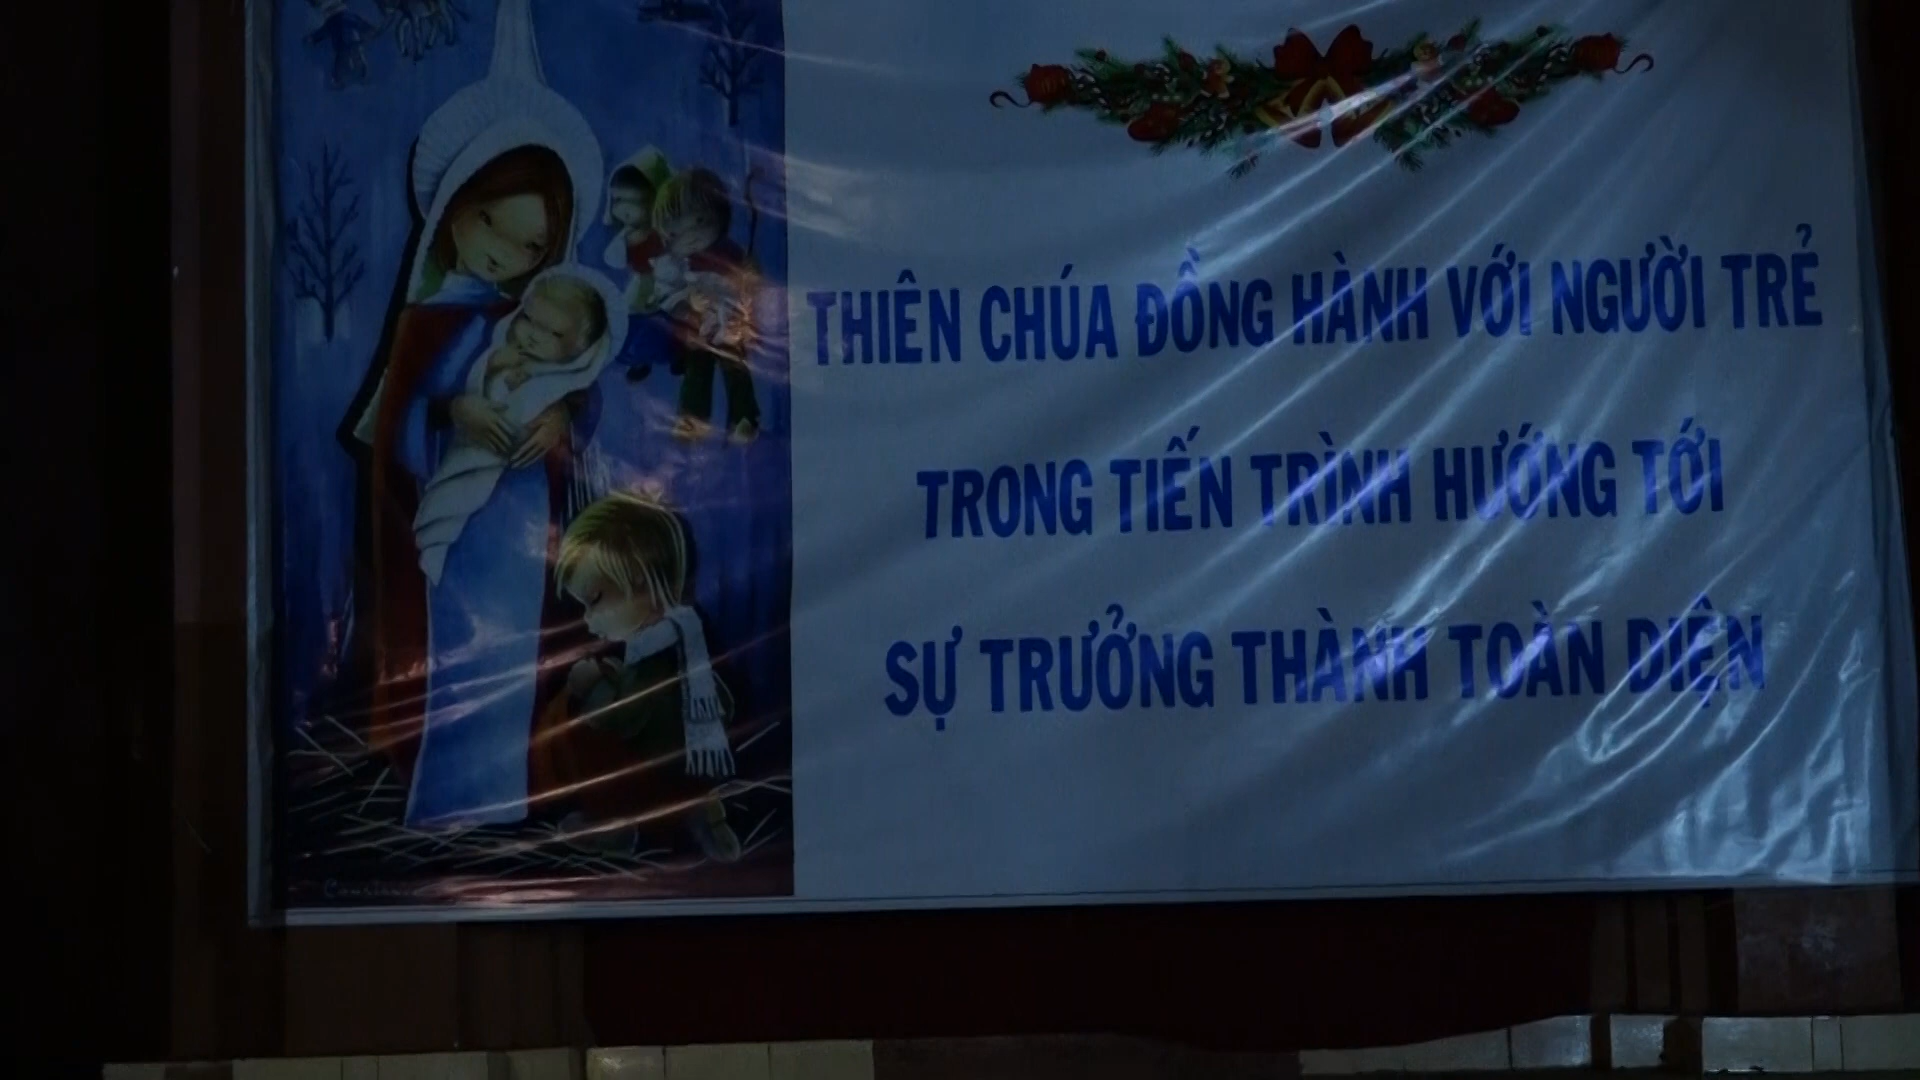 THIÊN CHÚA ĐỒNG HÀNH VỚI NGƯỜI TRẺ
TRONG TIẾN TRÌNH HƯỚNG TỚI
SỰ TRƯỞNG THÀNH TOÀN DIỆN